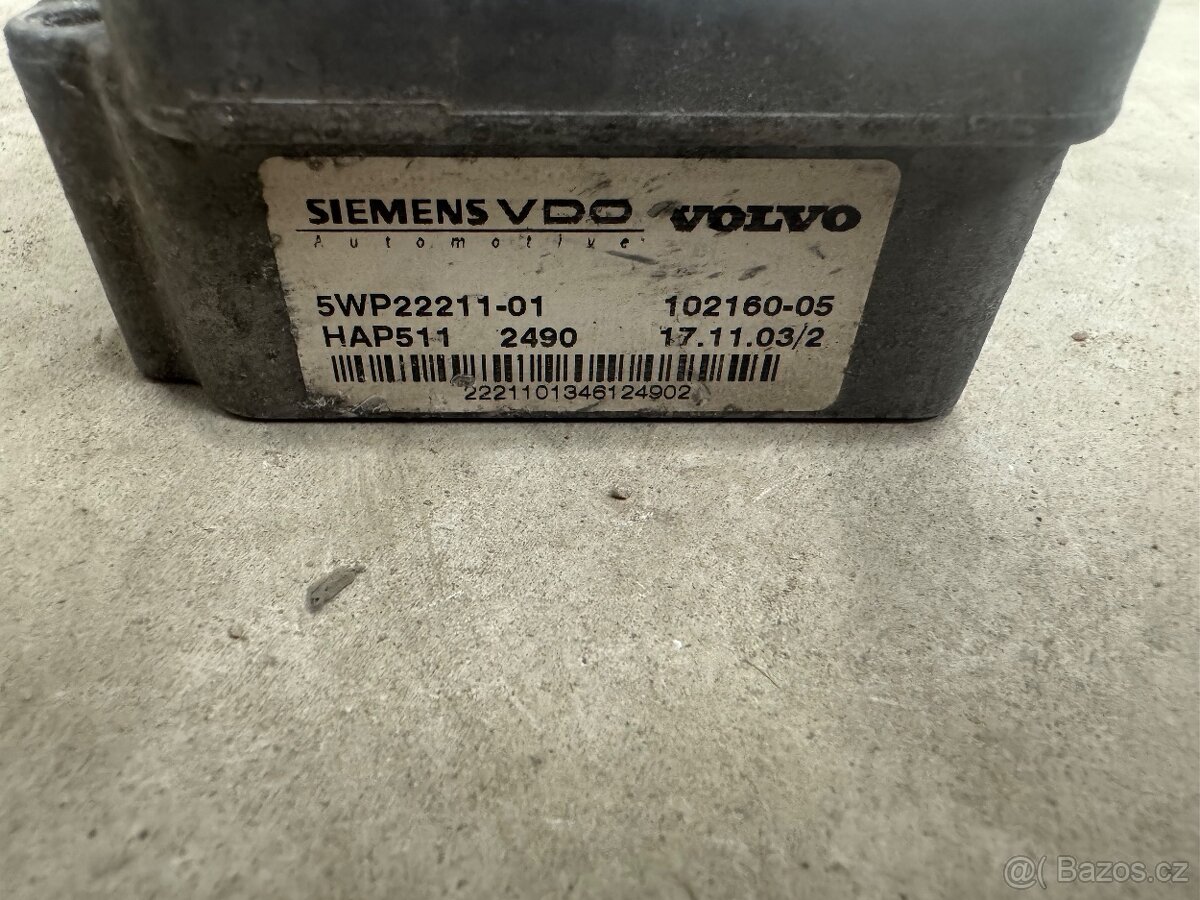 SIEMENS VDO VOLVO
Automotive
5WP22211-01 102160-05
HAP511 2490 17.11.03/2
2221101346124902
@( Bazos.cz